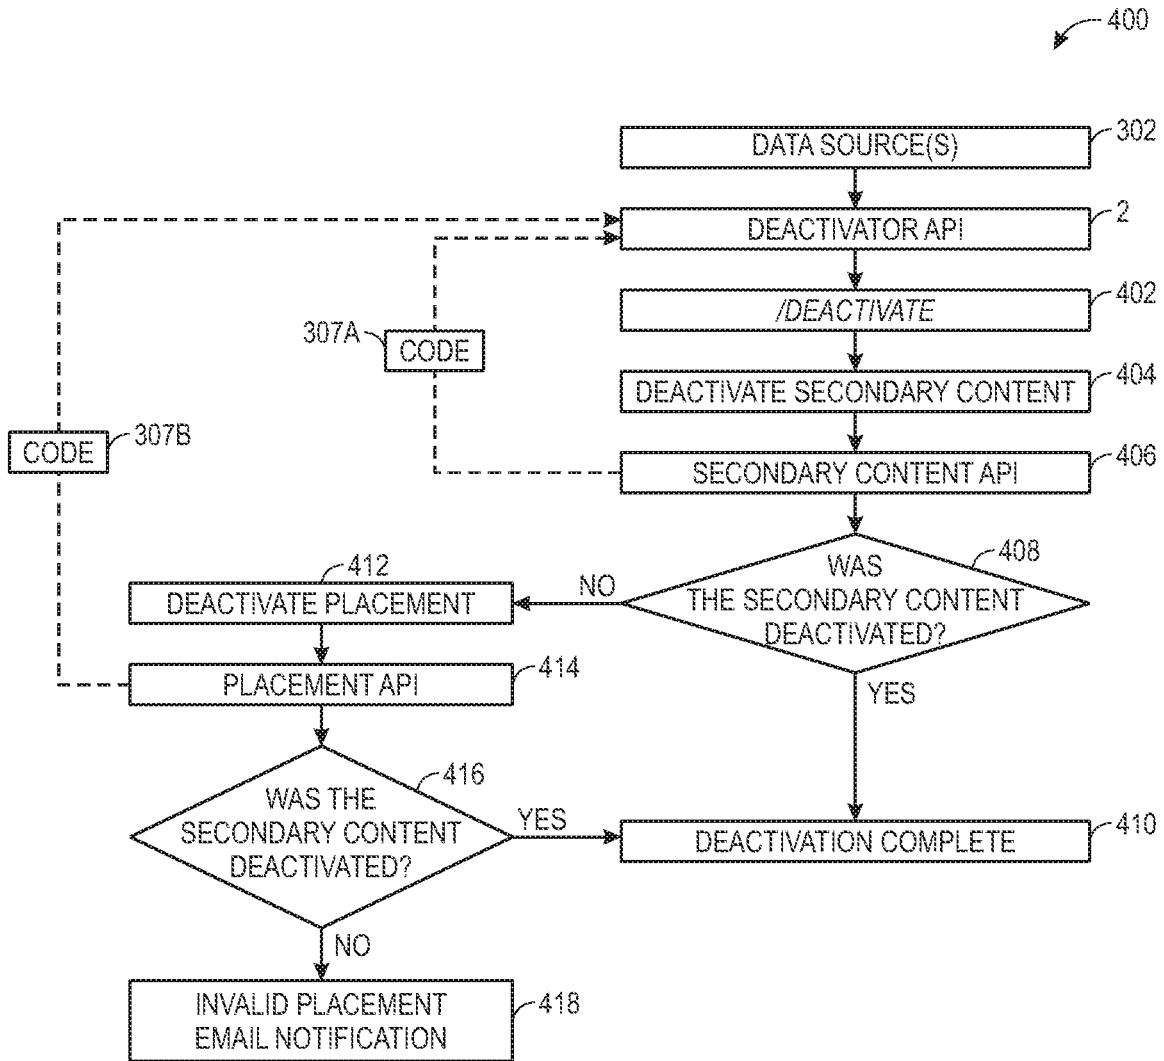 400
DATA SOURCE(S)
302
DEACTIVATOR API
2
/DEACTIVATE
402
307A
CODE
DEACTIVATE SECONDARY CONTENT
404
CODE
307B
SECONDARY CONTENT API
406
WAS
THE SECONDARY CONTENT
DEACTIVATED?
408
NO
YES
412
DEACTIVATE PLACEMENT
PLACEMENT API
414
WAS THE
SECONDARY CONTENT
DEACTIVATED?
416
YES
NO
DEACTIVATION COMPLETE
410
INVALID PLACEMENT
EMAIL NOTIFICATION
418